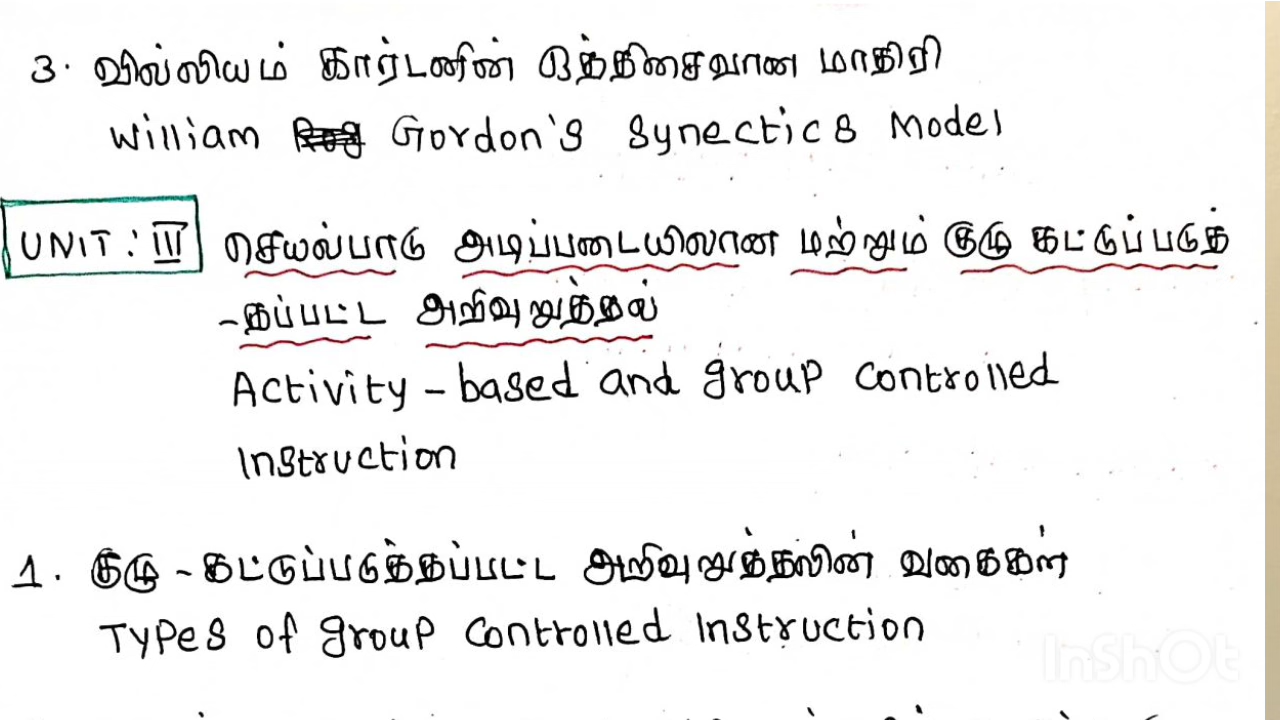 3. வில்லியம் கார்டனின் ஒத்திசைவான மாதிரி
William Gordon's Synectics Model
UNIT : III செயல்பாடு அடிப்படையிலான மற்றும் குழு கட்டுப்படுத்
-தப்பட்ட அறிவுறுத்தல்
Activity - based and group controlled
Instruction
1. குழு - கட்டுப்படுத்தப்பட்ட அறிவுறுத்தலின் வகைகள்
Types of group controlled Instruction
InShOt